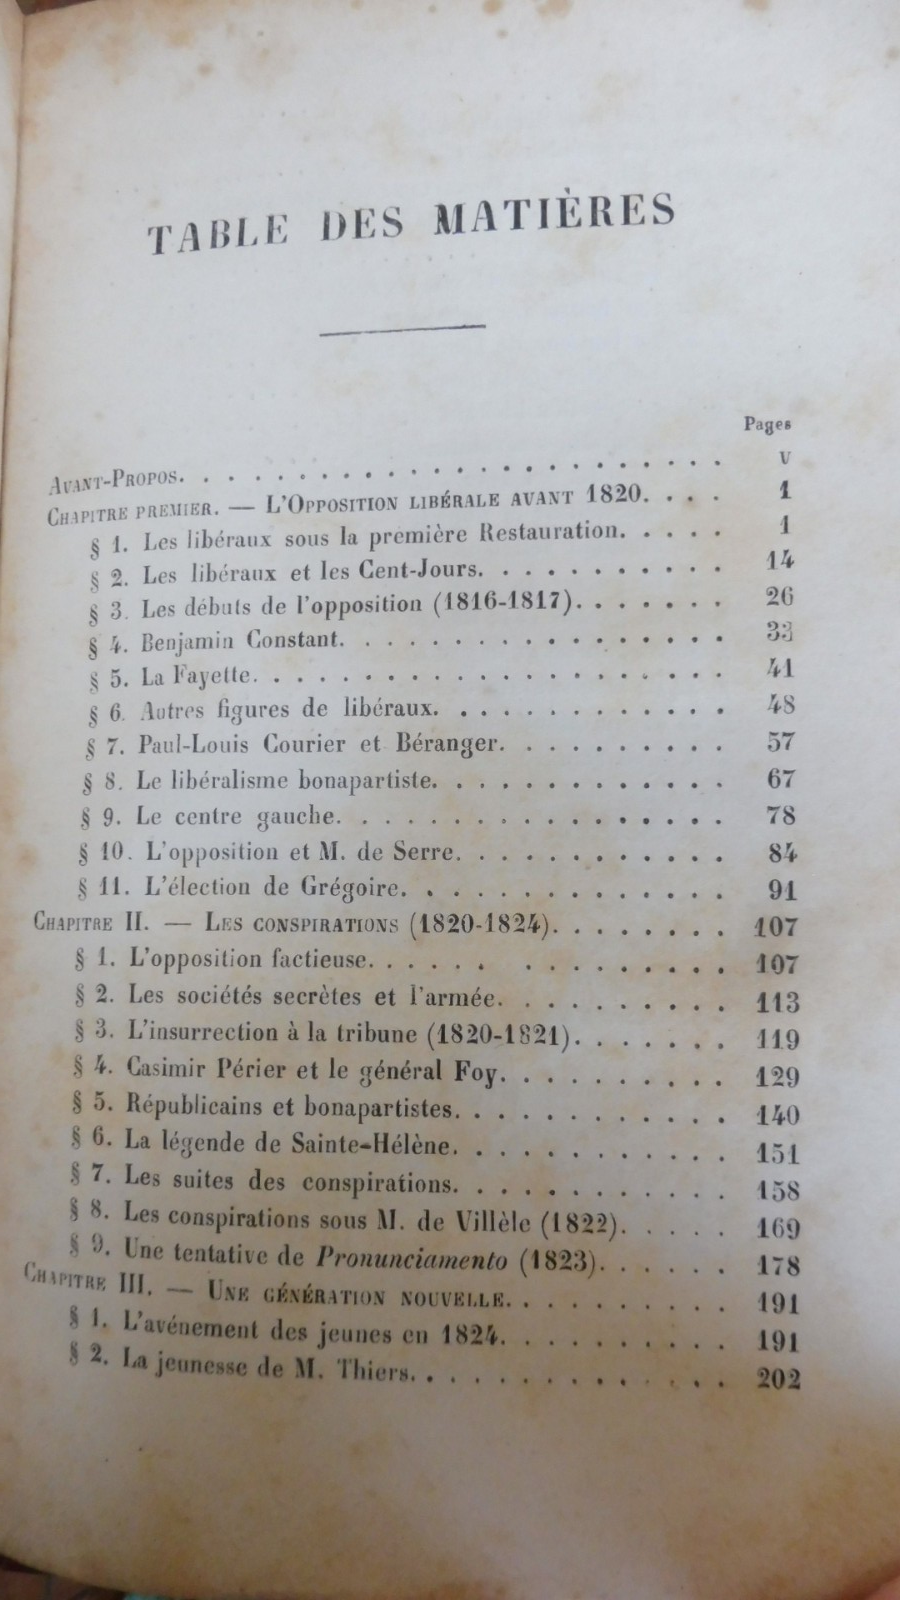 TABLE DES MATIÈRES
Pages
AVANT-PROPOS. . . . . . . . . . . . . . . . . . . . . . . . V
CHAPITRE PREMIER. — L'OPPOSITION LIBÉRALE AVANT 1820. . . . 1
§ 1. Les libéraux sous la première Restauration. . . . . 1
§ 2. Les libéraux et les Cent-Jours. . . . . . . . . . . 14
§ 3. Les débuts de l'opposition (1816-1817). . . . . . . 26
§ 4. Benjamin Constant. . . . . . . . . . . . . . . . . 33
§ 5. La Fayette. . . . . . . . . . . . . . . . . . . . . 41
§ 6. Autres figures de libéraux. . . . . . . . . . . . . 48
§ 7. Paul-Louis Courier et Béranger. . . . . . . . . . 57
§ 8. Le libéralisme bonapartiste. . . . . . . . . . . . . 67
§ 9. Le centre gauche. . . . . . . . . . . . . . . . . . 78
§ 10. L'opposition et M. de Serre. . . . . . . . . . . . 84
§ 11. L'élection de Grégoire. . . . . . . . . . . . . . . 91
CHAPITRE II. — LES CONSPIRATIONS (1820-1824). . . . . . . . 107
§ 1. L'opposition factieuse. . . . . . . . . . . . . . . 107
§ 2. Les sociétés secrètes et l'armée. . . . . . . . . . 113
§ 3. L'insurrection à la tribune (1820-1821). . . . . . . 119
§ 4. Casimir Périer et le général Foy. . . . . . . . . . 129
§ 5. Républicains et bonapartistes. . . . . . . . . . . . 140
§ 6. La légende de Sainte-Hélène. . . . . . . . . . . . 151
§ 7. Les suites des conspirations. . . . . . . . . . . . 158
§ 8. Les conspirations sous M. de Villèle (1822). . . . . 169
§ 9. Une tentative de Pronunciamento (1823). . . . . . 178
CHAPITRE III. — UNE GÉNÉRATION NOUVELLE. . . . . . . . . . 191
§ 1. L'avénement des jeunes en 1824. . . . . . . . . . 191
§ 2. La jeunesse de M. Thiers. . . . . . . . . . . . . . 202